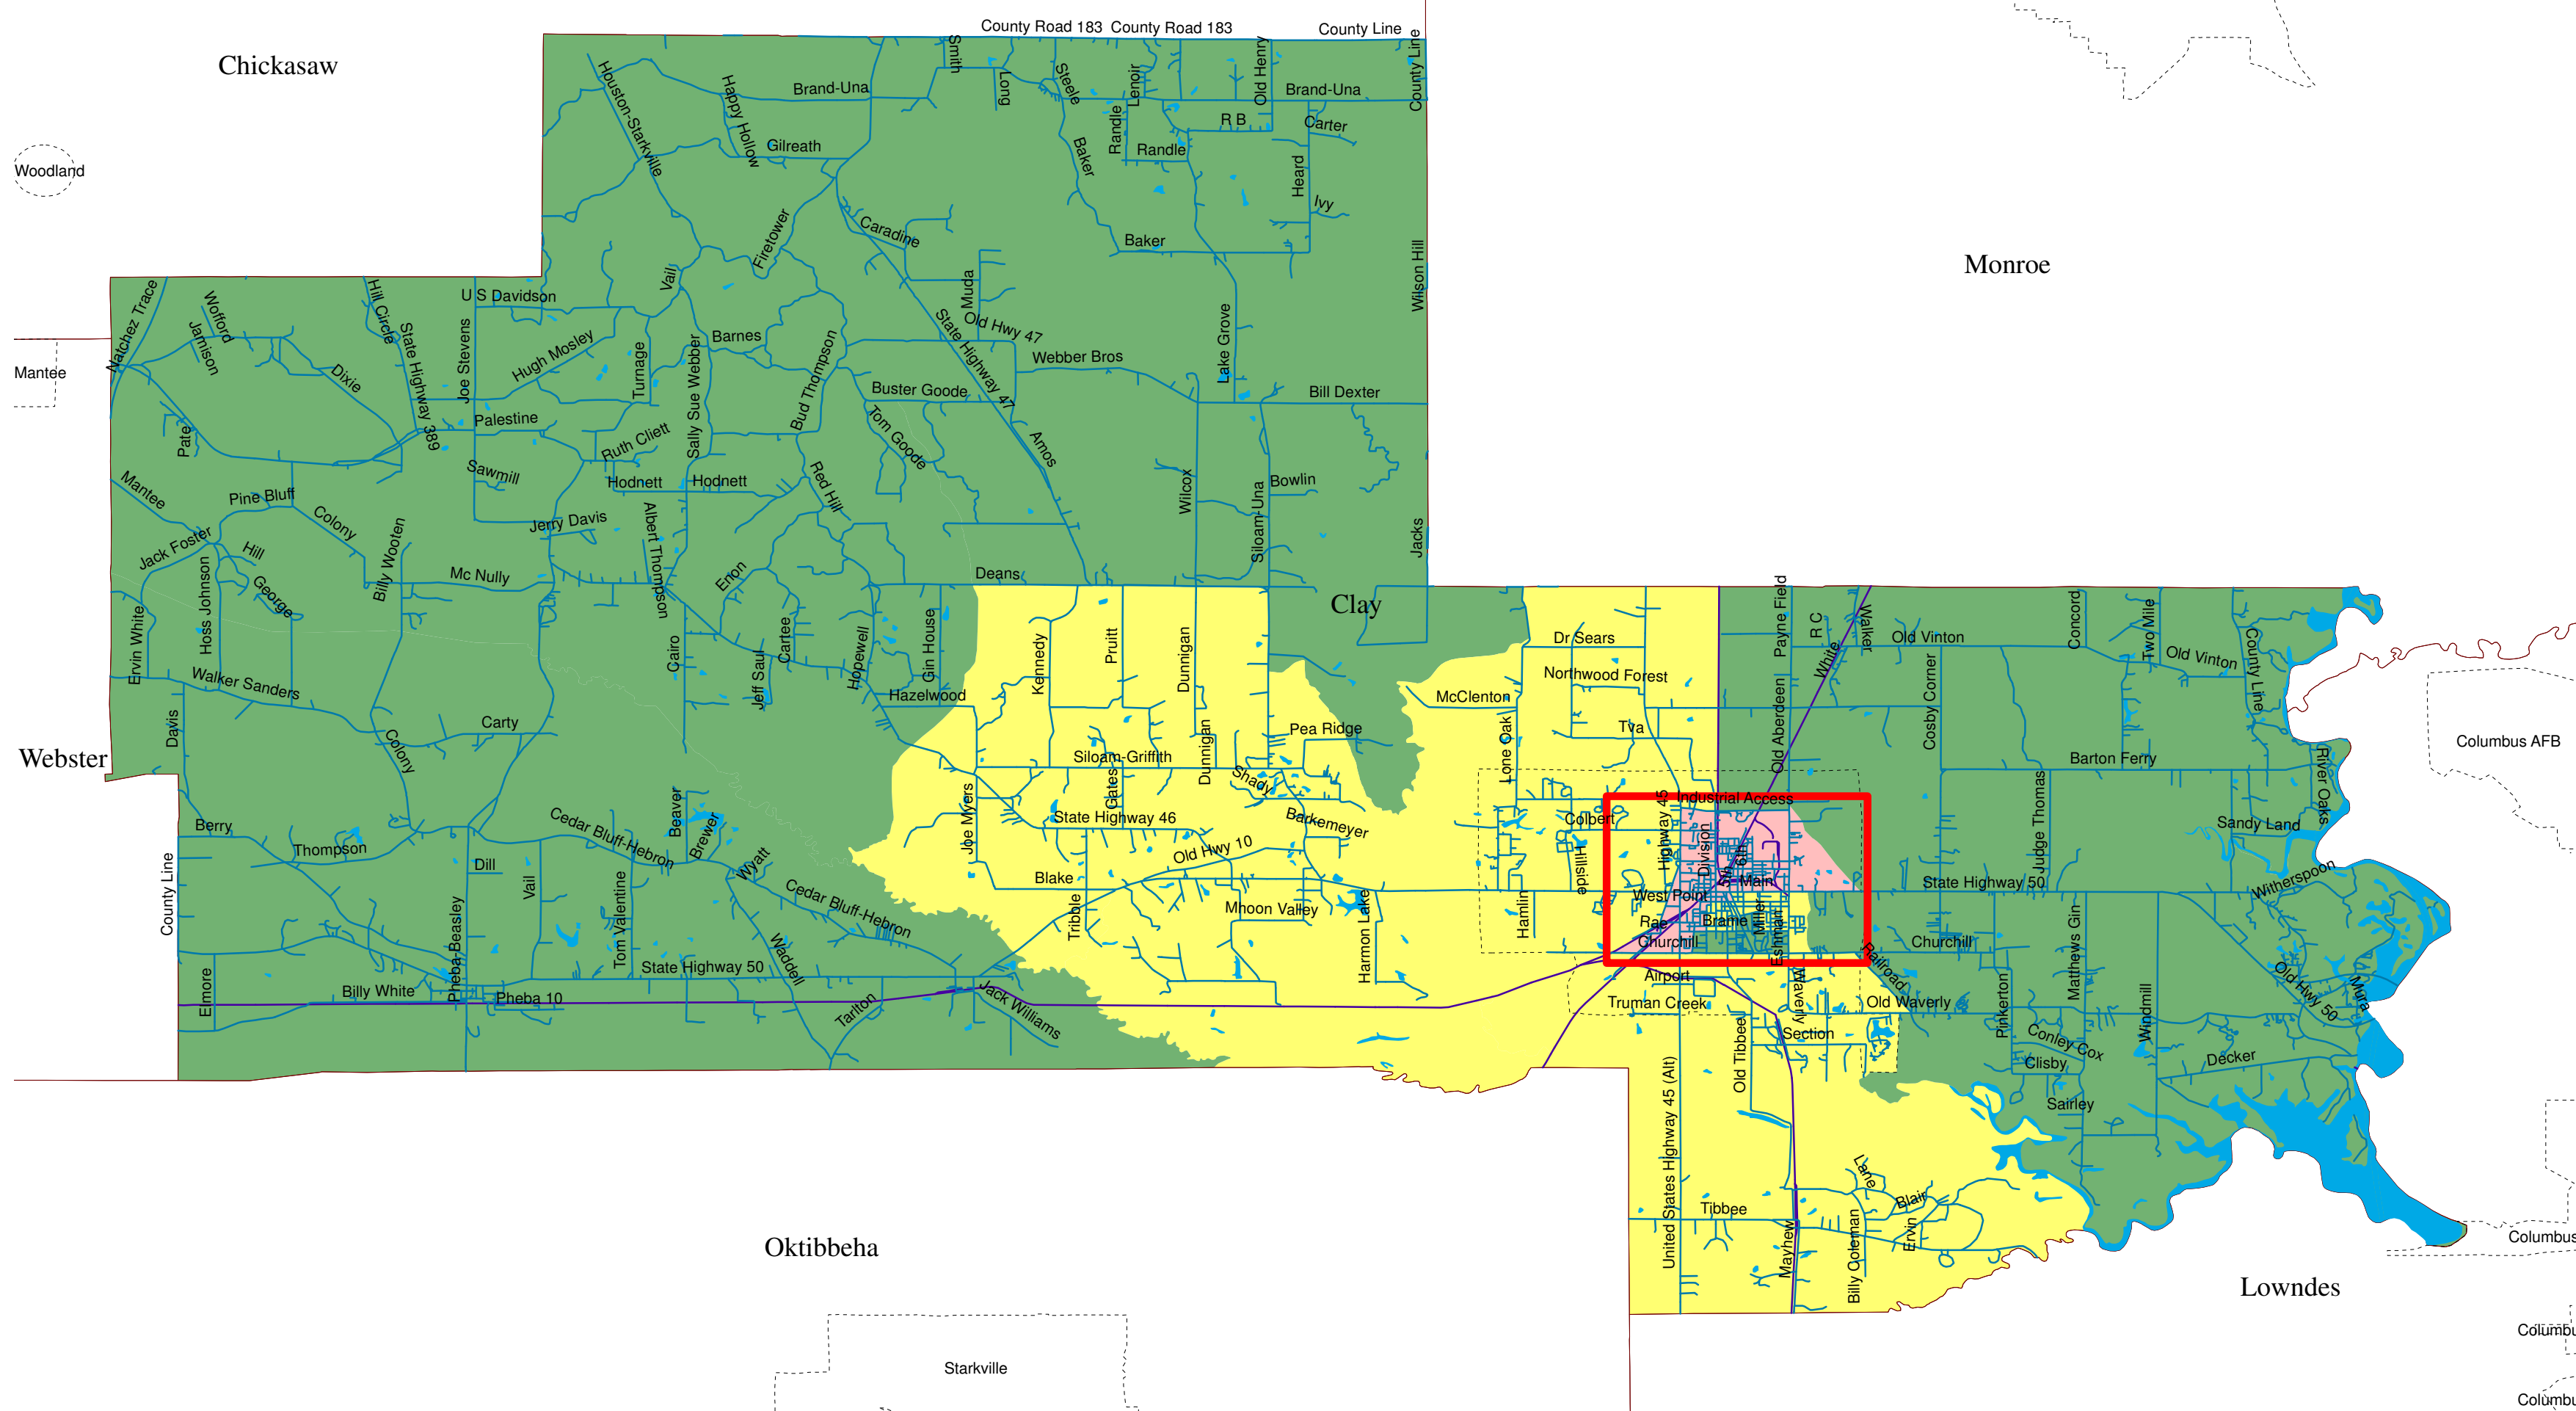 County Road 183
County Road 183
County Line
Chickasaw
Smith
Long
Steele
Lenoir
Old Henry
County Line
Houston-Starkville
Happy Hollow
Brand-Una
Brand-Una
Randle
R B
Carter
Gilreath
Baker
Randle
Heard
Woodland
Ivy
Firetower
Caradine
Baker
Monroe
Wilson Hill
Vail
Muda
Natchez Trace
Wofford
Jamison
Hill Circle
U S Davidson
State Highway 389
Joe Stevens
Hugh Mosley
Turnage
Sally Sue Webber
Barnes
Bud Thompson
State Highway 47
Old Hwy 47
Webber Bros
Lake Grove
Mantee
Dixie
Buster Goode
Bill Dexter
Palestine
Pate
Ruth Cliett
Tom Goode
Amos
Sawmill
Mantee
Pine Bluff
Hodnett
Hodnett
Red Hill
Wilcox
Bowlin
Siloam-Una
Jacks
Colony
Jerry Davis
Albert Thompson
Jack Foster
Hill
Billy Wooten
George
Mc Nully
Enon
Deans
Clay
Ervin White
Hoss Johnson
Cairo
Jeff Saul
Cartee
Hopewell
Gin House
Kennedy
Pruitt
Dunnigan
Dr Sears
Payne Field
R C
Walker
White
Old Vinton
Concord
Two Mile
Old Vinton
County Line
Walker Sanders
Hazelwood
McClenton
Northwood Forest
Old Aberdeen
Cosby Corner
Davis
Carty
Colony
Dunnigan
Pea Ridge
Lone Oak
Tva
Webster
Siloam-Griffith
Barton Ferry
Columbus AFB
River Oaks
Gates
Shady
Joe Myers
State Highway 46
Barkemeyer
Industrial Access
Highway 45
Colbert
Judge Thomas
Sandy Land
Berry
Thompson
Cedar Bluff-Hebron
Beaver
Brewer
Wyatt
Old Hwy 10
Hillside
Division
6th
5th
Main
Dill
Vail
Blake
State Highway 50
Witherspoon
County Line
Pheba-Beasley
Tom Valentine
Cedar Bluff-Hebron
Tribble
Mhoon Valley
Harmon Lake
Hamlin
West Point
Rae
Brame
Miller
Eshman
Churchill
Churchill
Matthews Gin
Waddell
State Highway 50
Elmore
Billy White
Pheba 10
Tarlton
Jack Williams
Airport
Truman Creek
Waverly
Railroad
Old Waverly
Pinkerton
Windmill
Old Hwy 50
Mura
Old Tibbee
Section
Conley Cox
Clisby
Decker
Sairley
United States Highway 45 (Alt)
Lane
Blair
Tibbee
Mayhew
Billy Coleman
Ervin
Oktibbeha
Columbus
Lowndes
Starkville
Columbu
Columbu